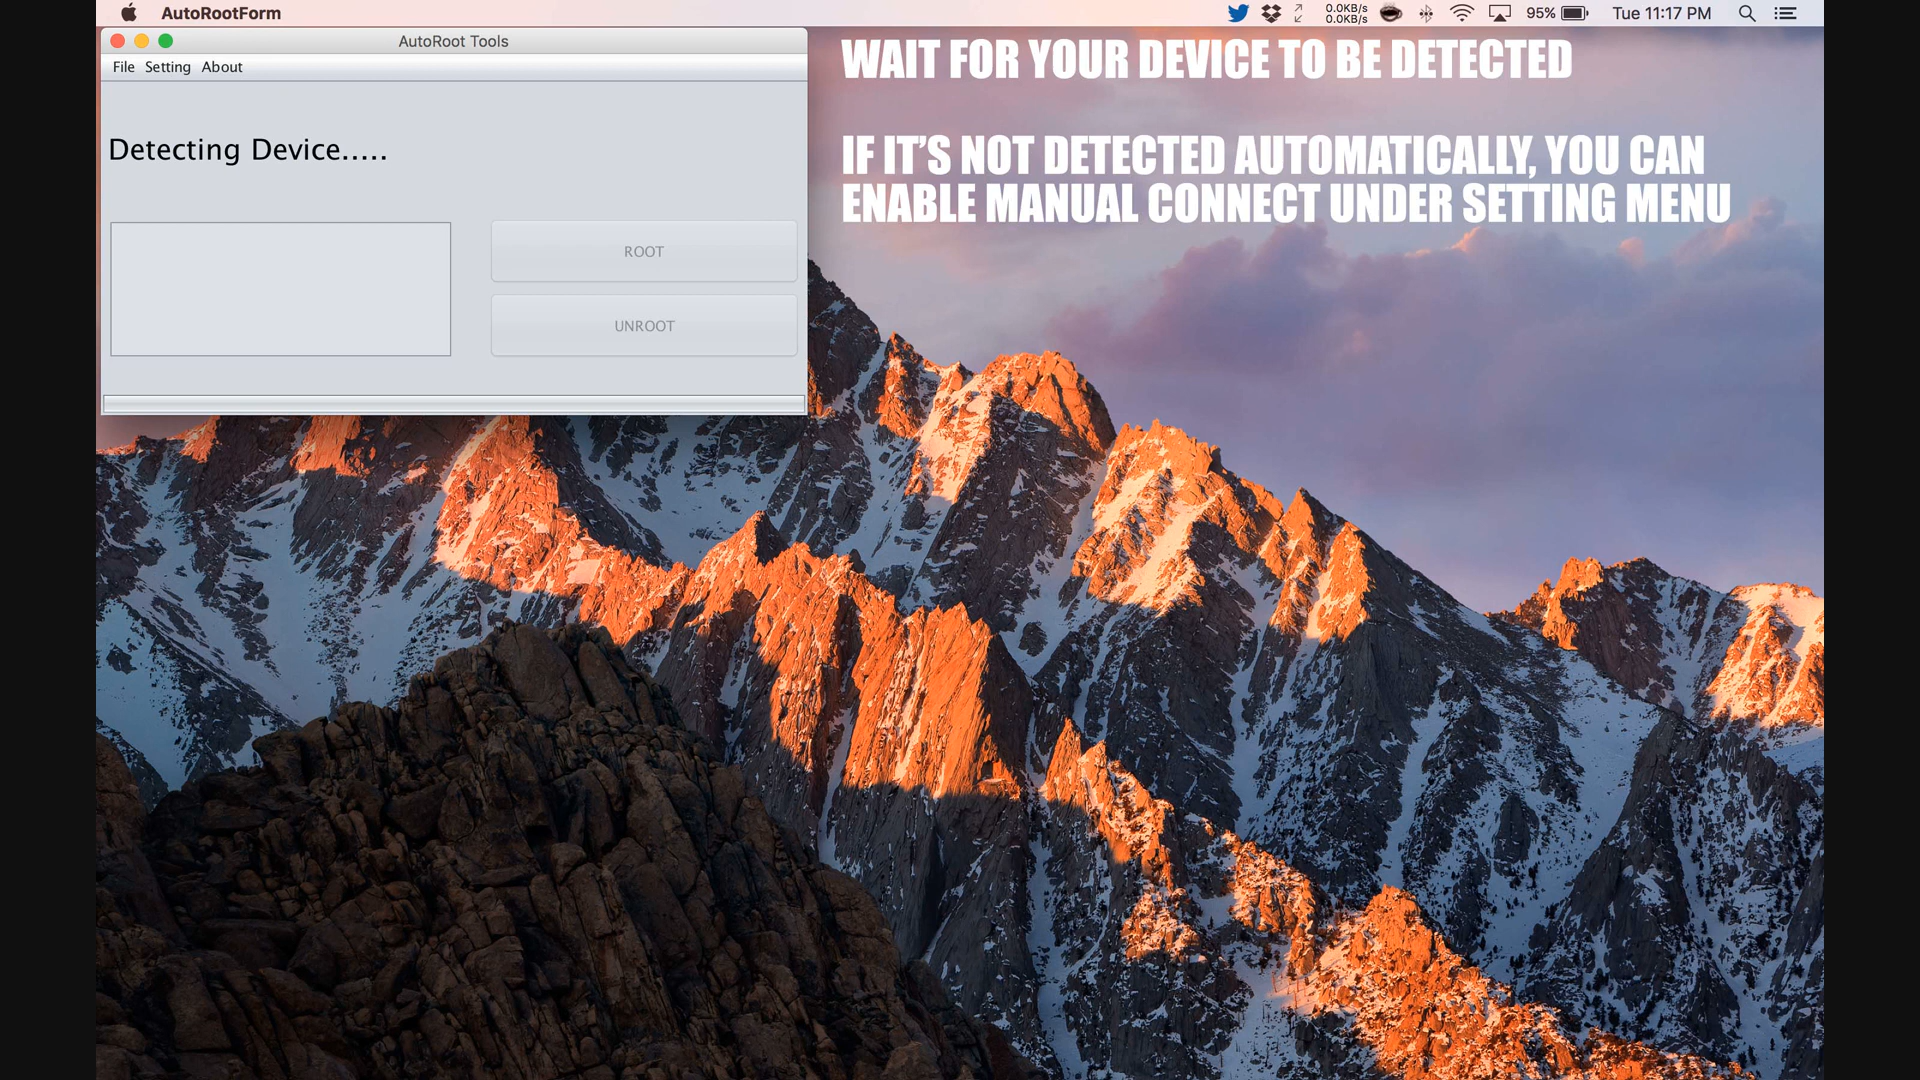 AutoRootForm
0.0KB/s
0.0KB/s
95%
Tue 11:17 PM
AutoRoot Tools
File Setting About
WAIT FOR YOUR DEVICE TO BE DETECTED
IF IT'S NOT DETECTED AUTOMATICALLY, YOU CAN
ENABLE MANUAL CONNECT UNDER SETTING MENU
Detecting Device.....
ROOT
UNROOT